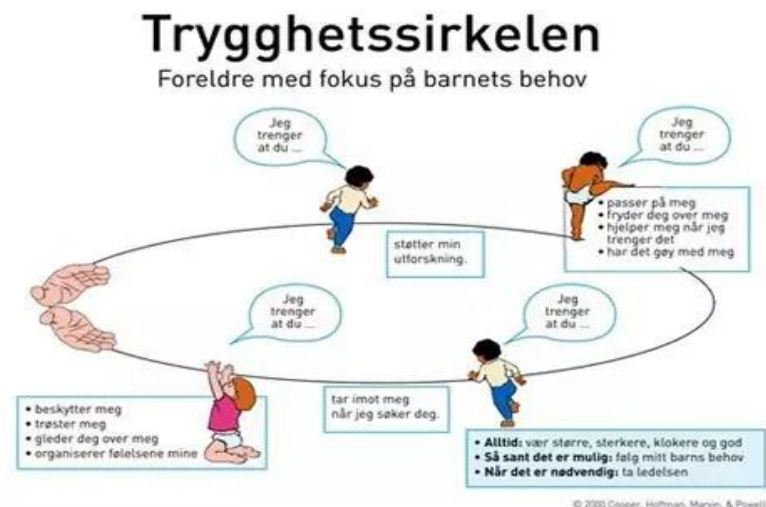 Trygghetssirkelen
Foreldre med fokus på barnets behov
Jeg
trenger
at du ...
Jeg
trenger
at du ...
støtter min
utforskning.
• passer på meg
• fryder deg over meg
• hjelper meg når jeg
trenger det
• har det gøy med meg
Jeg
trenger
at du ...
Jeg
trenger
at du ...
• beskytter meg
• trøster meg
• gleder deg over meg
• organiserer følelsene mine
tar imot meg
når jeg søker deg.
• Alltid: vær større, sterkere, klokere og god
• Så sant det er mulig: følg mitt barns behov
• Når det er nødvendig: ta ledelsen
© 2000 Cooper, Hoffman, Marvin, & Powell